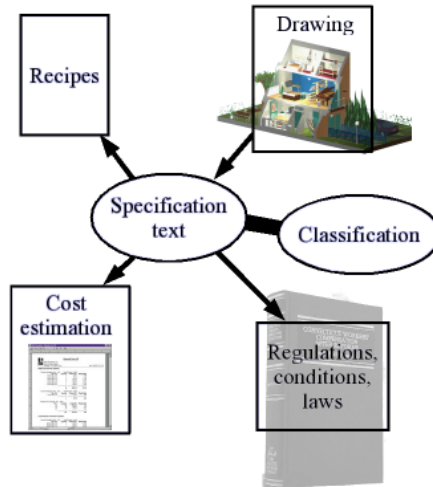 Drawing
Recipes
Specification
text
Classification
Cost
estimation
Regulations,
conditions,
laws